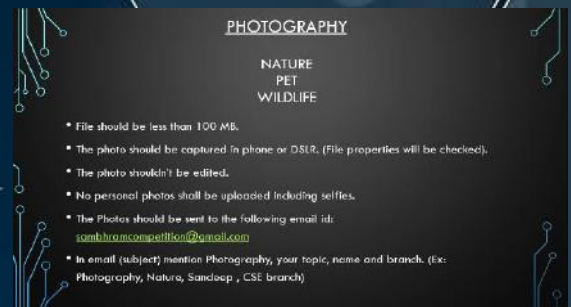 PHOTOGRAPHY
NATURE
PET
WILDLIFE
• File should be less than 100 MB.
• The photo should be captured in phone or DSLR. (File properties will be checked).
• The photo shouldn't be edited.
• No personal photos shall be uploaded including selfies.
• The Photos should be sent to the following email id:
sambhramcompetition@gmail.com
• In email (subject) mention Photography, your topic, name and branch. (Ex:
Photography, Nature, Sandeep , CSE branch)